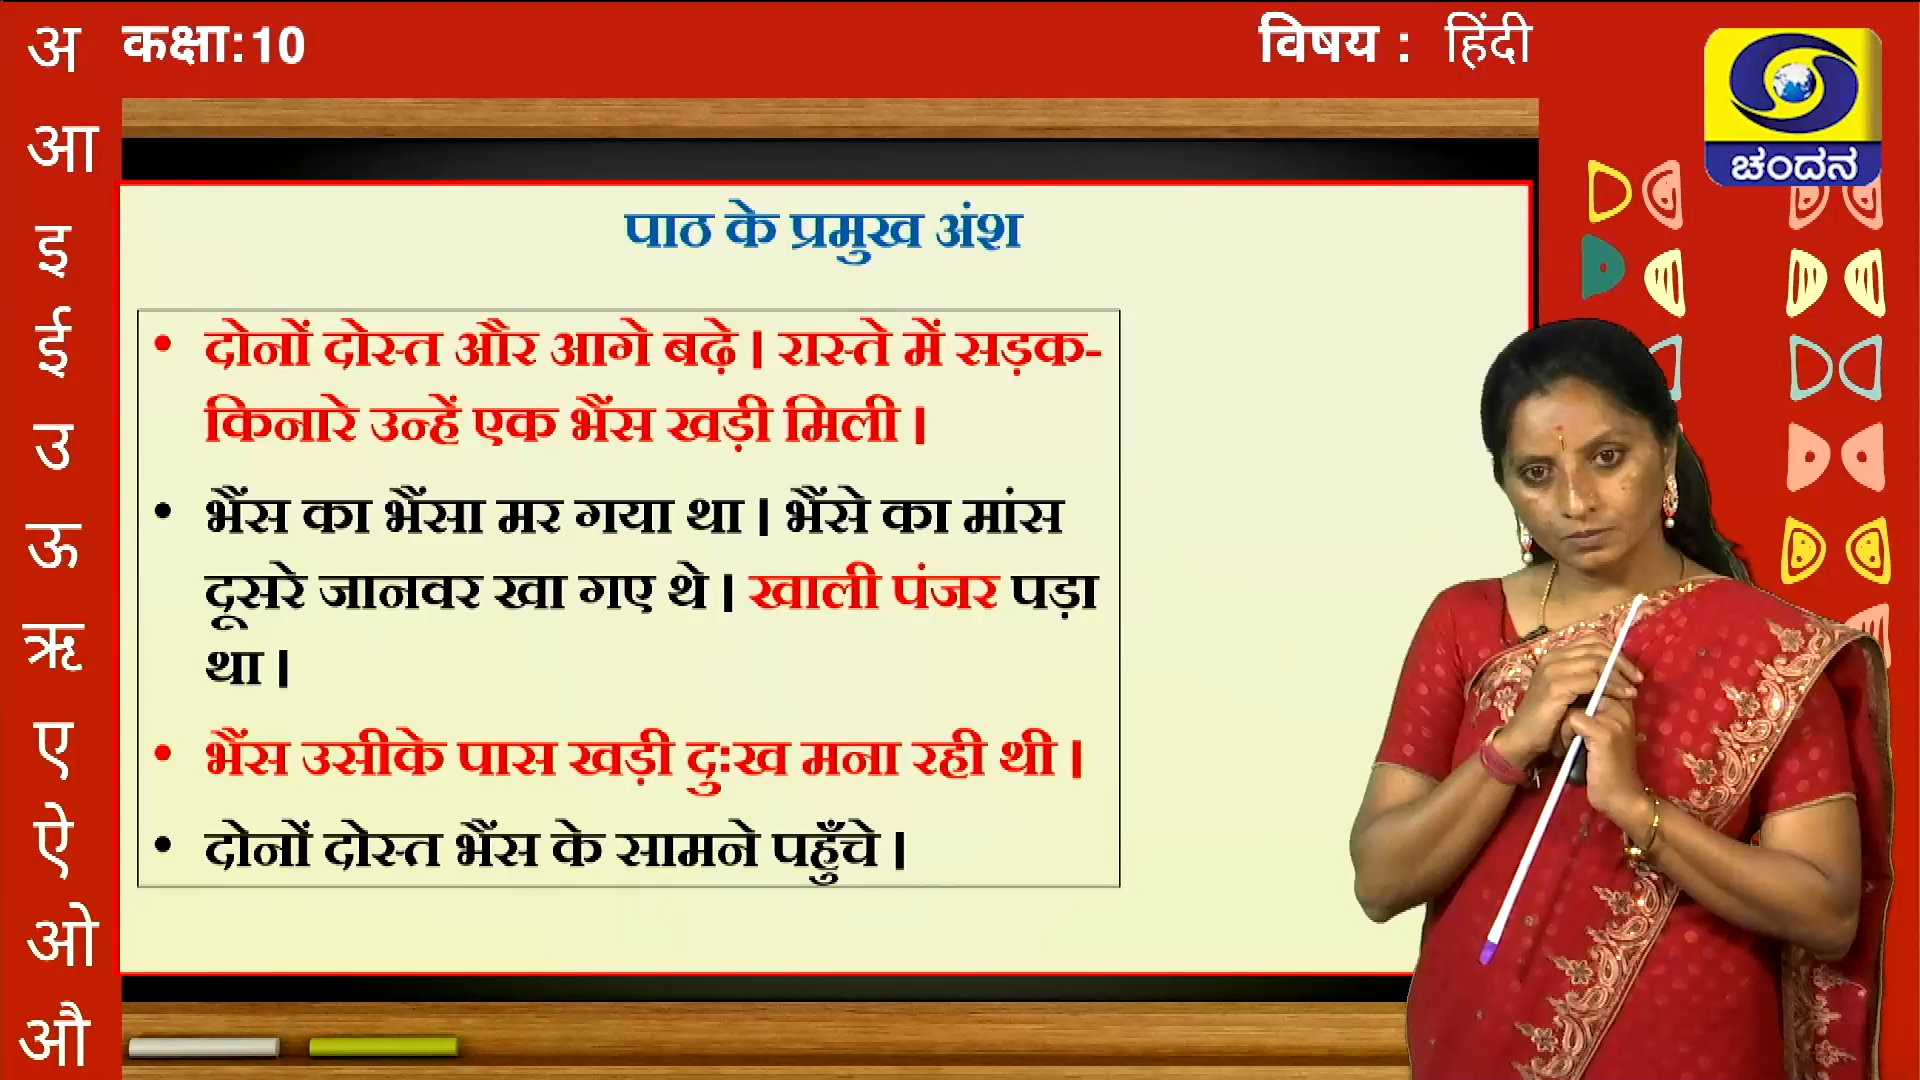 कक्षा:10
विषय : हिंदी
ಚಂದನ
अ
आ
इ
ई
उ
ऊ
ऋ
ए
ऐ
ओ
औ
पाठ के प्रमुख अंश
• दोनों दोस्त और आगे बढ़े । रास्ते में सड़क-
किनारे उन्हें एक भैंस खड़ी मिली ।
• भैंस का भैंसा मर गया था । भैंसे का मांस
दूसरे जानवर खा गए थे । खाली पंजर पड़ा
था ।
• भैंस उसीके पास खड़ी दुःख मना रही थी ।
• दोनों दोस्त भैंस के सामने पहुँचे ।